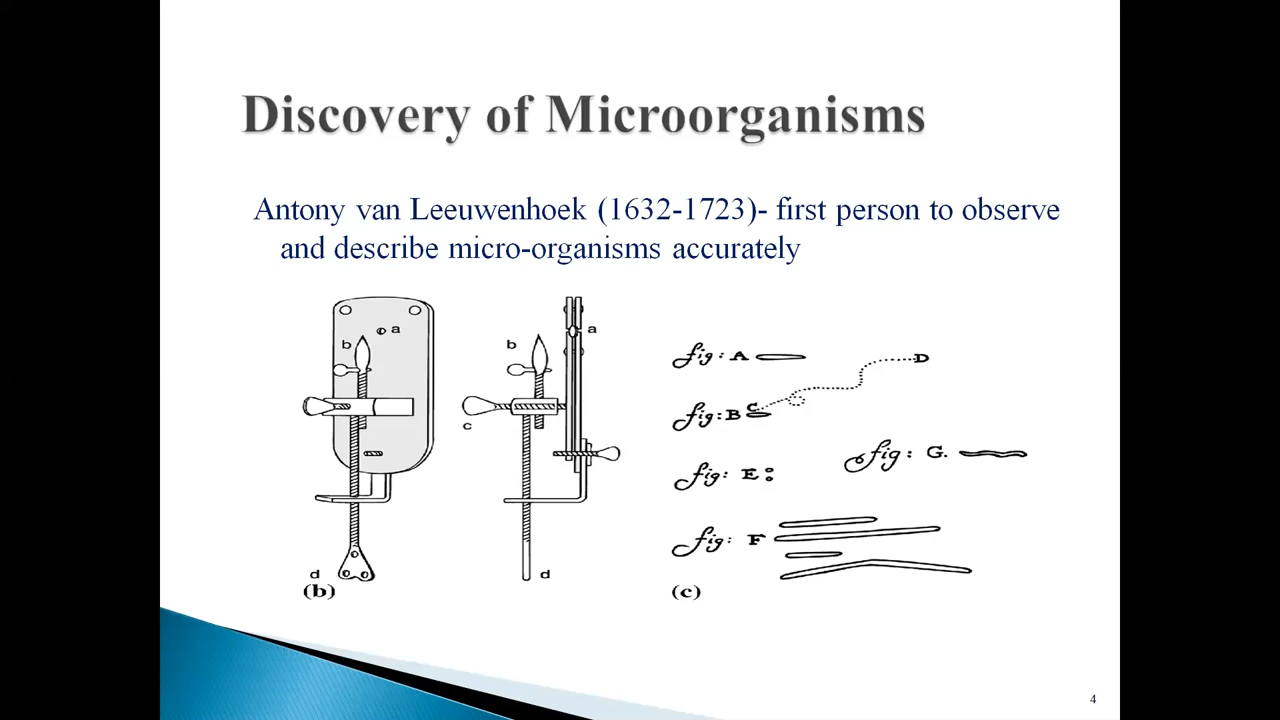 Discovery of Microorganisms
Antony van Leeuwenhoek (1632-1723)- first person to observe
and describe micro-organisms accurately
a
b
d
(b)
b
a
c
d
fig: A
D
fig: B C
fig: G.
fig: E
fig: F
(c)
4